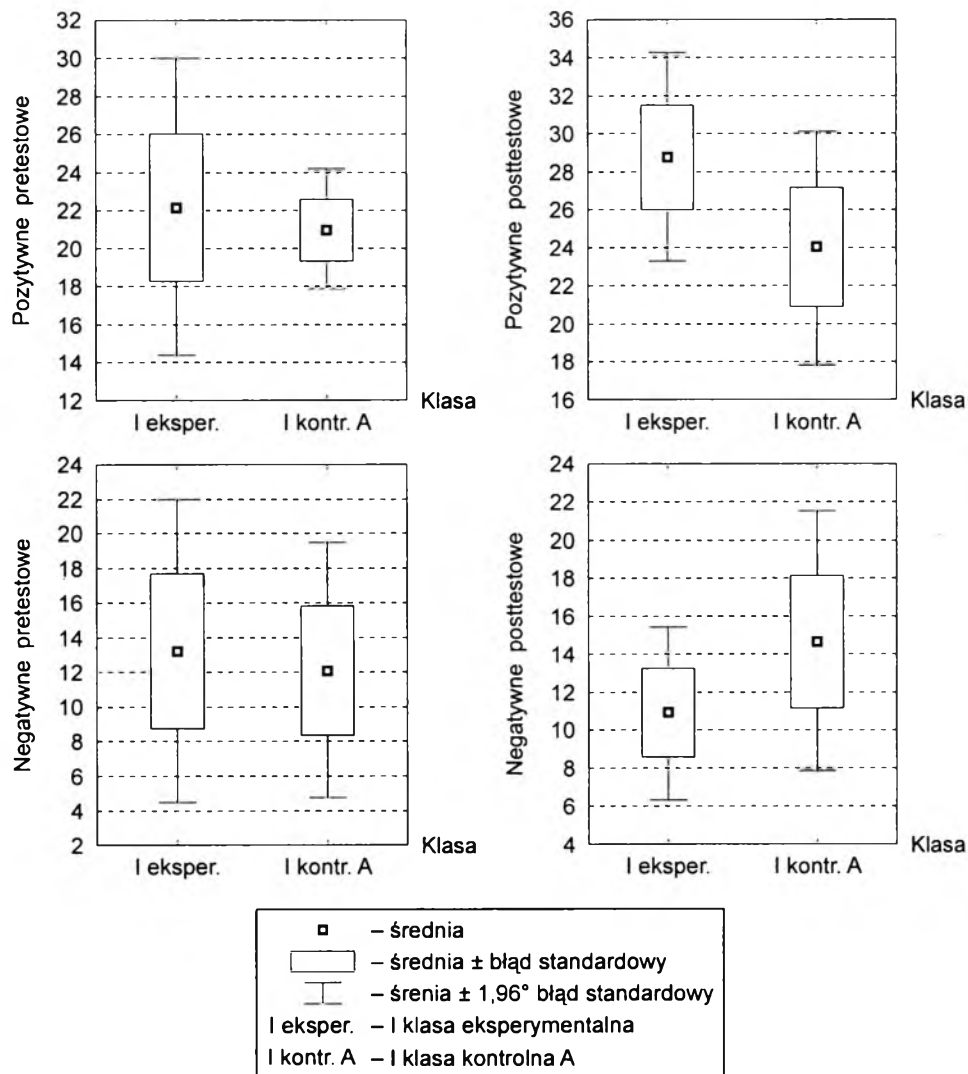 Pozytywne pretestowe
32
30
28
26
24
22
20
18
16
14
12
I eksper.
I kontr. A
Klasa
Pozytywne posttestowe
36
34
32
30
28
26
24
22
20
18
16
I eksper.
I kontr. A
Klasa
Negatywne pretestowe
24
22
20
18
16
14
12
10
8
6
4
2
I eksper.
I kontr. A
Klasa
Negatywne posttestowe
24
22
20
18
16
14
12
10
8
6
4
I eksper.
I kontr. A
Klasa
– średnia
– średnia ± błąd standardowy
– śrenia ± 1,96° błąd standardowy
I eksper. – I klasa eksperymentalna
I kontr. A – I klasa kontrolna A